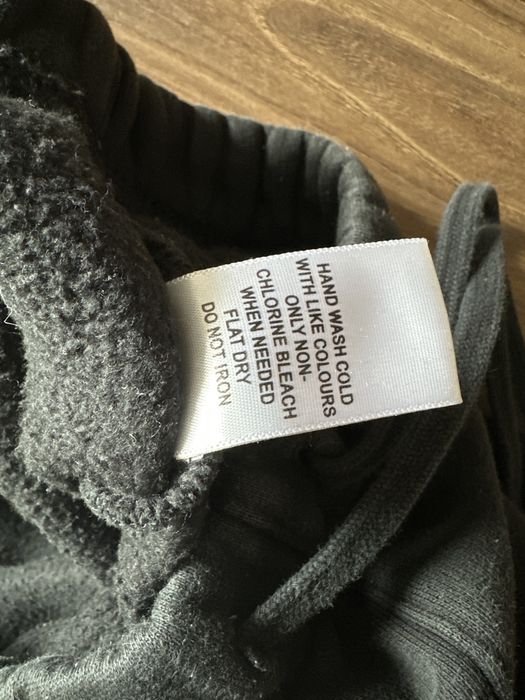 HAND WASH COLD
WITH LIKE COLOURS
ONLY NON-
CHLORINE BLEACH
WHEN NEEDED
FLAT DRY
DO NOT IRON